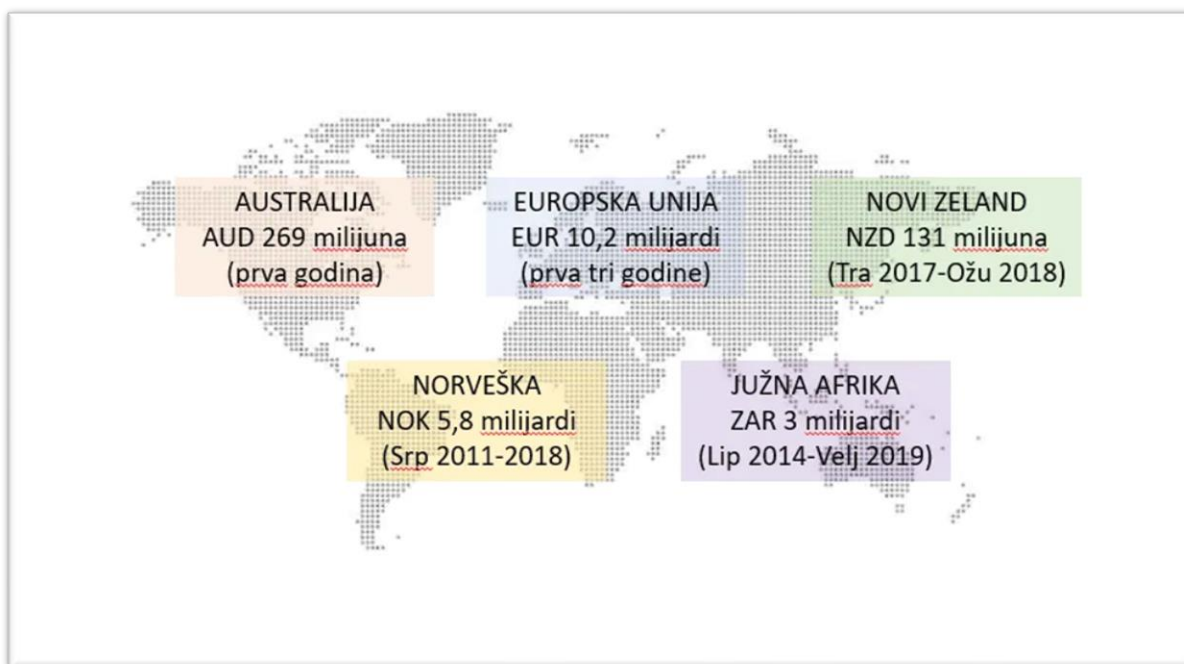 AUSTRALIJA
AUD 269 milijuna
(prva godina)
EUROPSKA UNIJA
EUR 10,2 milijardi
(prva tri godine)
NOVI ZELAND
NZD 131 milijuna
(Tra 2017-Ožu 2018)
NORVEŠKA
NOK 5,8 milijardi
(Srp 2011-2018)
JUŽNA AFRIKA
ZAR 3 milijardi
(Lip 2014-Velj 2019)